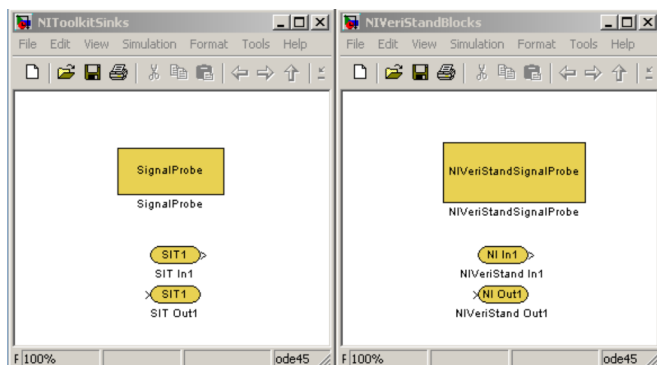 NIToolkitSinks
File Edit View Simulation Format Tools Help
SignalProbe
SignalProbe
SIT1
SIT In1
SIT1
SIT Out1
F 100%
ode45
NIVeriStandBlocks
File Edit View Simulation Format Tools Help
NIVeriStandSignalProbe
NIVeriStandSignalProbe
NI In1
NIVeriStand In1
NI Out1
NIVeriStand Out1
F 100%
ode45